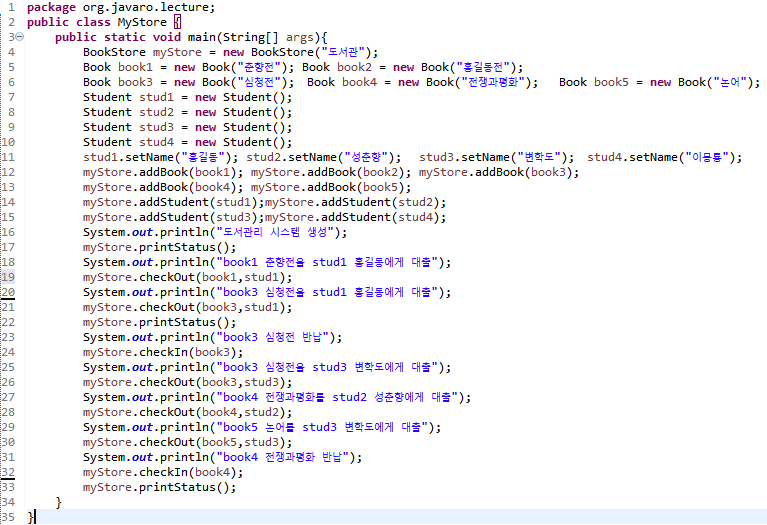 1 package org.javaro.lecture;
2 public class MyStore {
3 public static void main(String[] args){
4 BookStore myStore = new BookStore("도서관");
5 Book book1 = new Book("춘향전"); Book book2 = new Book("홍길동전");
6 Book book3 = new Book("심청전"); Book book4 = new Book("전쟁과평화"); Book book5 = new Book("논어");
7 Student stud1 = new Student();
8 Student stud2 = new Student();
9 Student stud3 = new Student();
10 Student stud4 = new Student();
11 stud1.setName("홍길동"); stud2.setName("성춘향"); stud3.setName("변학도"); stud4.setName("이몽룡");
12 myStore.addBook(book1); myStore.addBook(book2); myStore.addBook(book3);
13 myStore.addBook(book4); myStore.addBook(book5);
14 myStore.addStudent(stud1);myStore.addStudent(stud2);
15 myStore.addStudent(stud3);myStore.addStudent(stud4);
16 System.out.println("도서관리 시스템 생성");
17 myStore.printStatus();
18 System.out.println("book1 춘향전을 stud1 홍길동에게 대출");
19 myStore.checkOut(book1,stud1);
20 System.out.println("book3 심청전을 stud1 홍길동에게 대출");
21 myStore.checkOut(book3,stud1);
22 myStore.printStatus();
23 System.out.println("book3 심청전 반납");
24 myStore.checkIn(book3);
25 System.out.println("book3 심청전을 stud3 변학도에게 대출");
26 myStore.checkOut(book3,stud3);
27 System.out.println("book4 전쟁과평화를 stud2 성춘향에게 대출");
28 myStore.checkOut(book4,stud2);
29 System.out.println("book5 논어를 stud3 변학도에게 대출");
30 myStore.checkOut(book5,stud3);
31 System.out.println("book4 전쟁과평화 반납");
32 myStore.checkIn(book4);
33 myStore.printStatus();
34 }
35 }